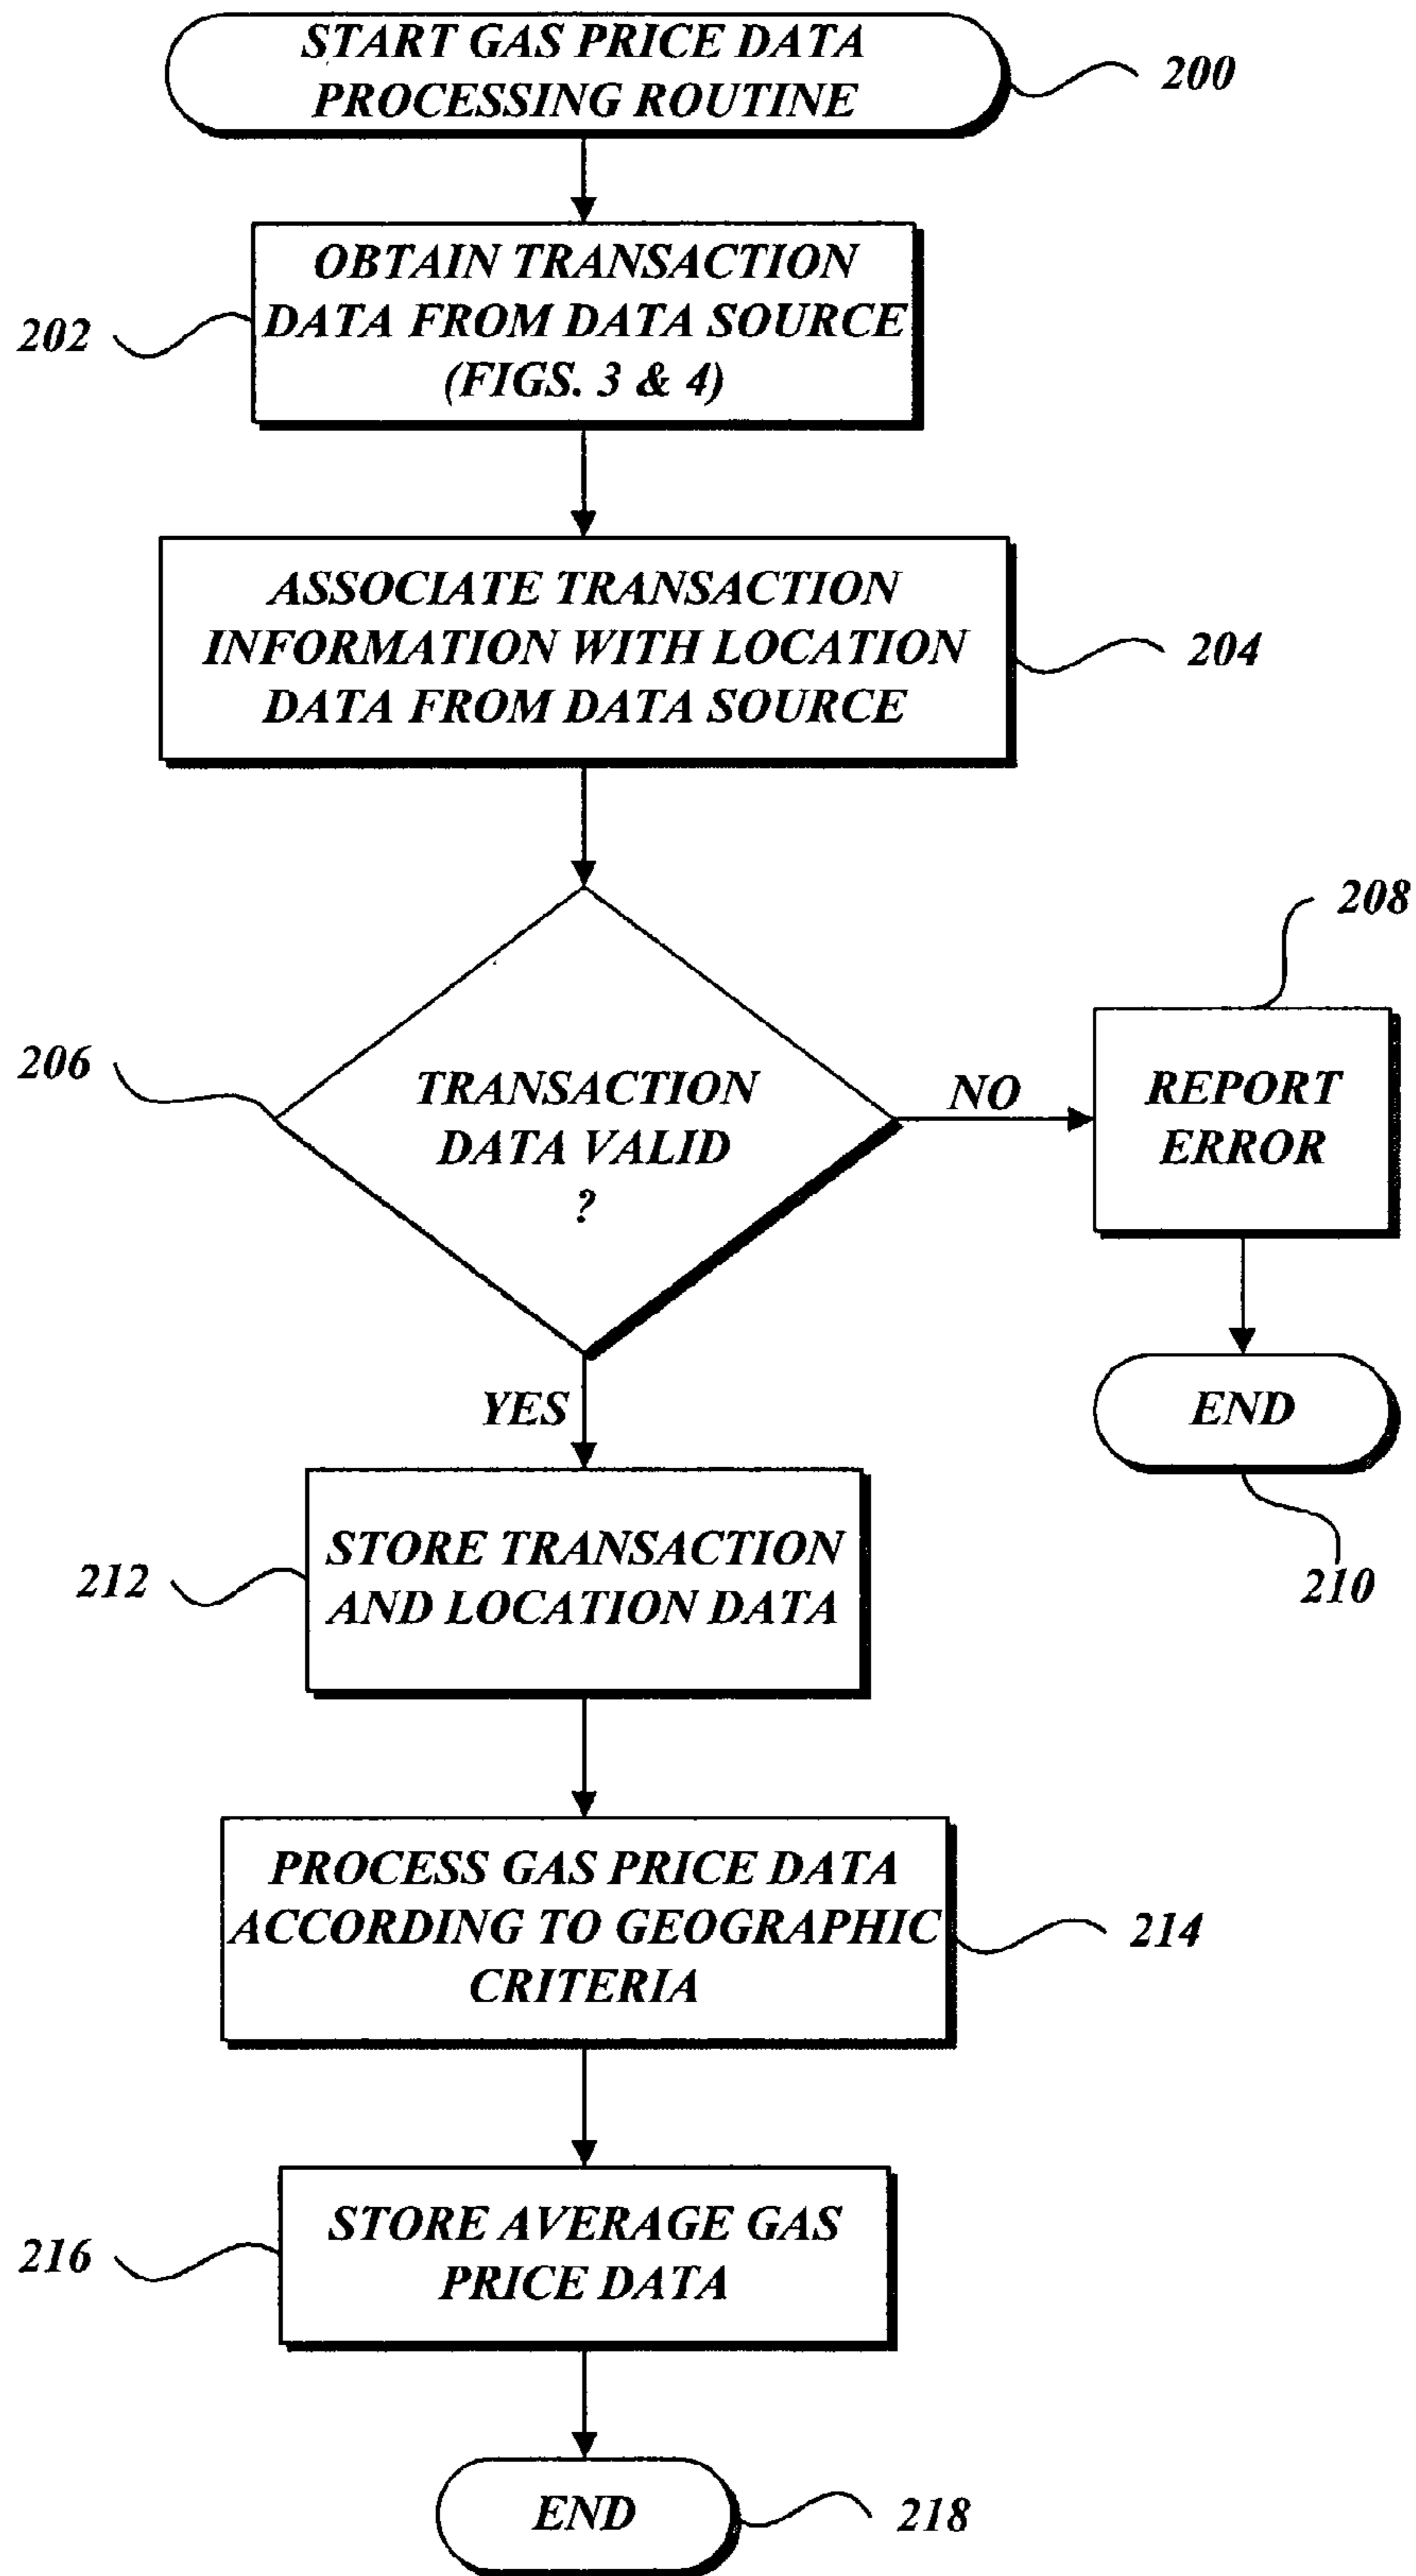 START GAS PRICE DATA
PROCESSING ROUTINE
200
OBTAIN TRANSACTION
DATA FROM DATA SOURCE
(FIGS. 3 & 4)
202
ASSOCIATE TRANSACTION
INFORMATION WITH LOCATION
DATA FROM DATA SOURCE
204
206
TRANSACTION
DATA VALID
?
NO
208
REPORT
ERROR
END
210
YES
STORE TRANSACTION
AND LOCATION DATA
212
PROCESS GAS PRICE DATA
ACCORDING TO GEOGRAPHIC
CRITERIA
214
STORE AVERAGE GAS
PRICE DATA
216
END
218